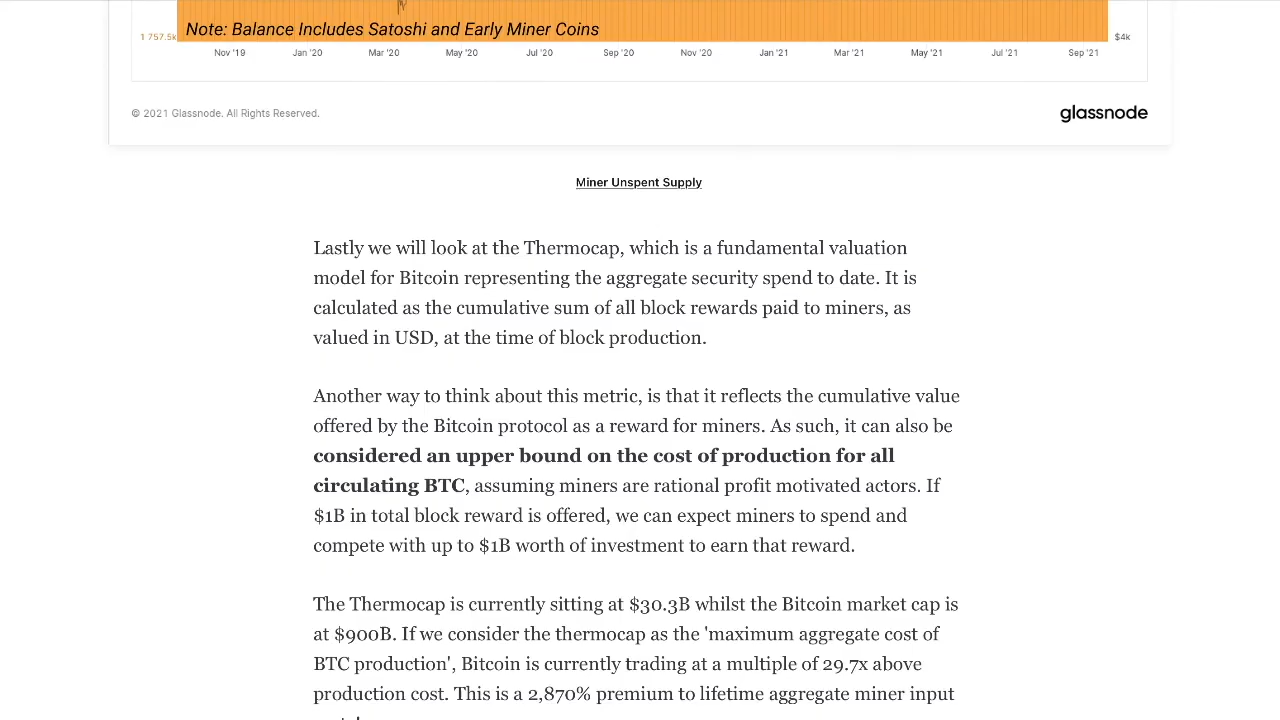 Note: Balance Includes Satoshi and Early Miner Coins
1 757.5k
$4k
Nov '19 Jan '20 Mar '20 May '20 Jul '20 Sep '20 Nov '20 Jan '21 Mar '21 May '21 Jul '21 Sep '21
© 2021 Glassnode. All Rights Reserved.
glassnode
Miner Unspent Supply
Lastly we will look at the Thermocap, which is a fundamental valuation
model for Bitcoin representing the aggregate security spend to date. It is
calculated as the cumulative sum of all block rewards paid to miners, as
valued in USD, at the time of block production.
Another way to think about this metric, is that it reflects the cumulative value
offered by the Bitcoin protocol as a reward for miners. As such, it can also be
considered an upper bound on the cost of production for all
circulating BTC, assuming miners are rational profit motivated actors. If
$1B in total block reward is offered, we can expect miners to spend and
compete with up to $1B worth of investment to earn that reward.
The Thermocap is currently sitting at $30.3B whilst the Bitcoin market cap is
at $900B. If we consider the thermocap as the 'maximum aggregate cost of
BTC production', Bitcoin is currently trading at a multiple of 29.7x above
production cost. This is a 2,870% premium to lifetime aggregate miner input